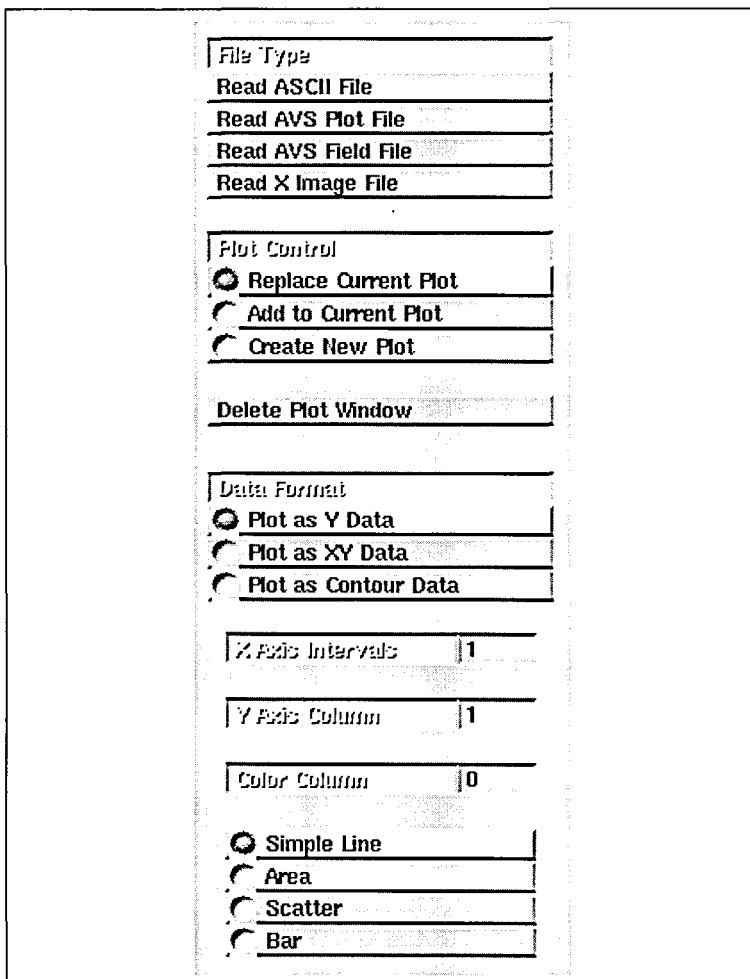 File Type
Read ASCII File
Read AVS Plot File
Read AVS Field File
Read X Image File
Plot Control
Replace Current Plot
Add to Current Plot
Create New Plot
Delete Plot Window
Data Format
Plot as Y Data
Plot as XY Data
Plot as Contour Data
X Axis Intervals 1
Y Axis Column 1
Color Column 0
Simple Line
Area
Scatter
Bar